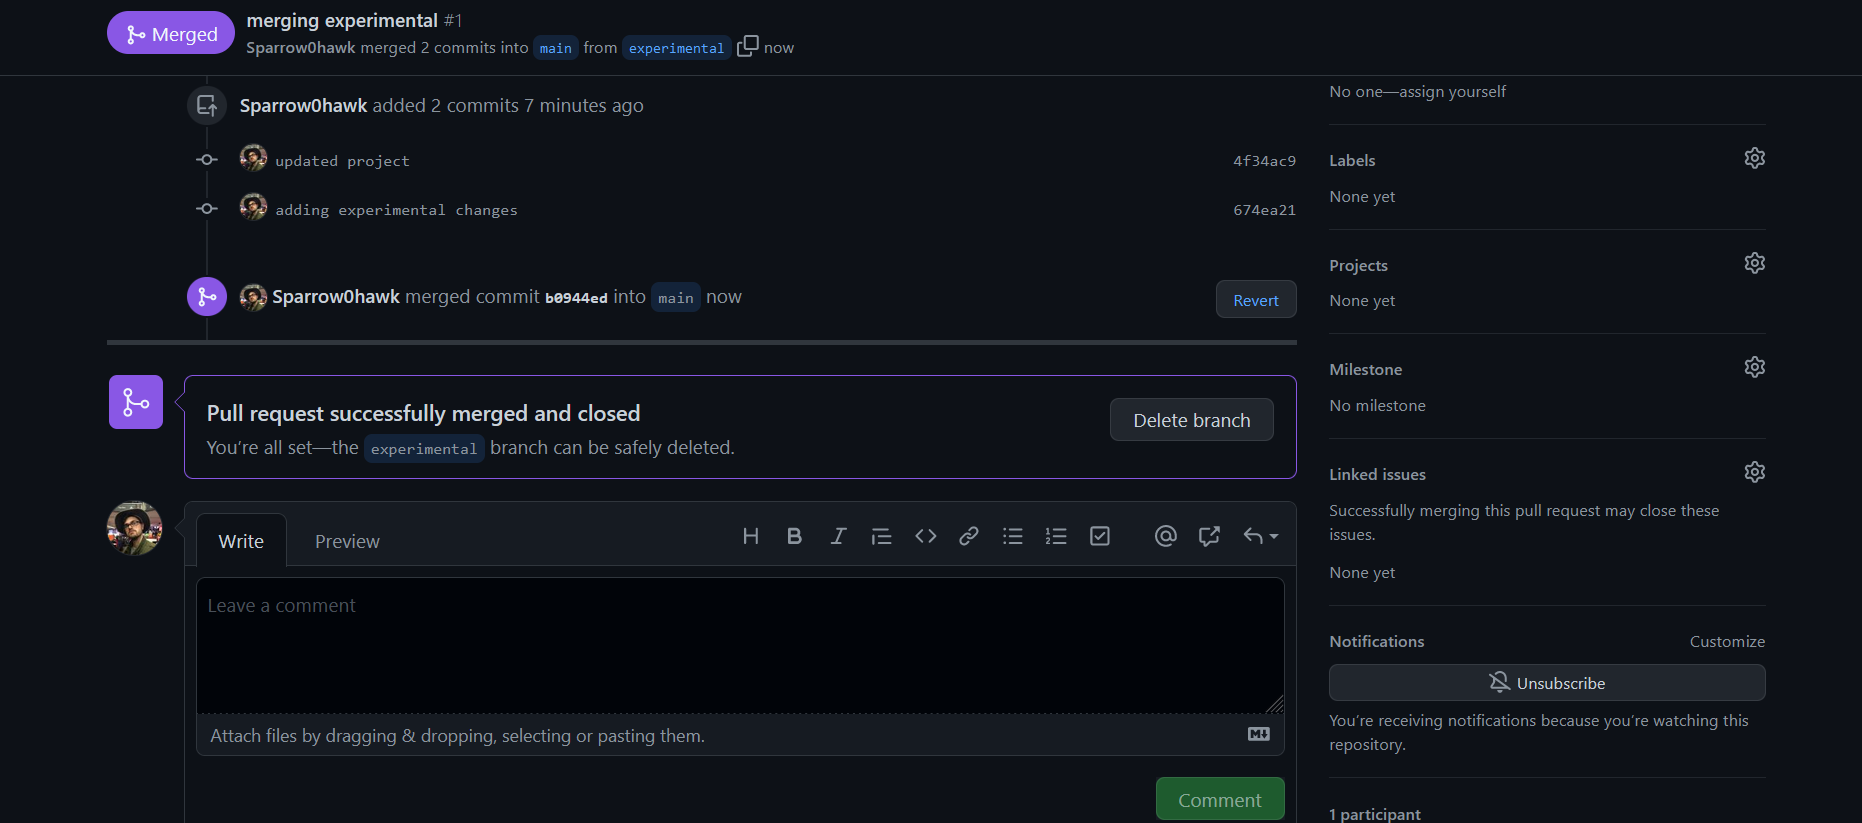 Merged
merging experimental #1
Sparrow0hawk merged 2 commits into main from experimental now
Sparrow0hawk added 2 commits 7 minutes ago
updated project 4f34ac9
adding experimental changes 674ea21
Sparrow0hawk merged commit b0944ed into main now
Revert
Pull request successfully merged and closed
You’re all set—the experimental branch can be safely deleted.
Delete branch
Write Preview
Leave a comment
Attach files by dragging & dropping, selecting or pasting them.
Comment
No one—assign yourself
Labels
None yet
Projects
None yet
Milestone
No milestone
Linked issues
Successfully merging this pull request may close these
issues.
None yet
Notifications Customize
Unsubscribe
You’re receiving notifications because you’re watching this
repository.
1 participant